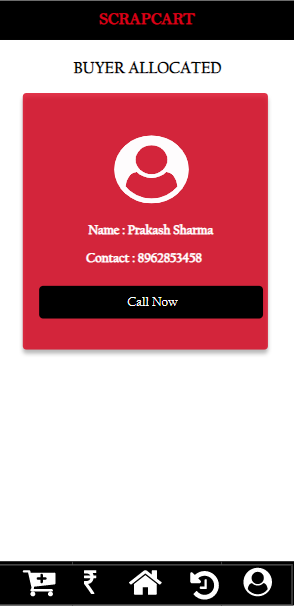 SCRAPCART
BUYER ALLOCATED
Name : Prakash Sharma
Contact : 8962853458
Call Now
₹